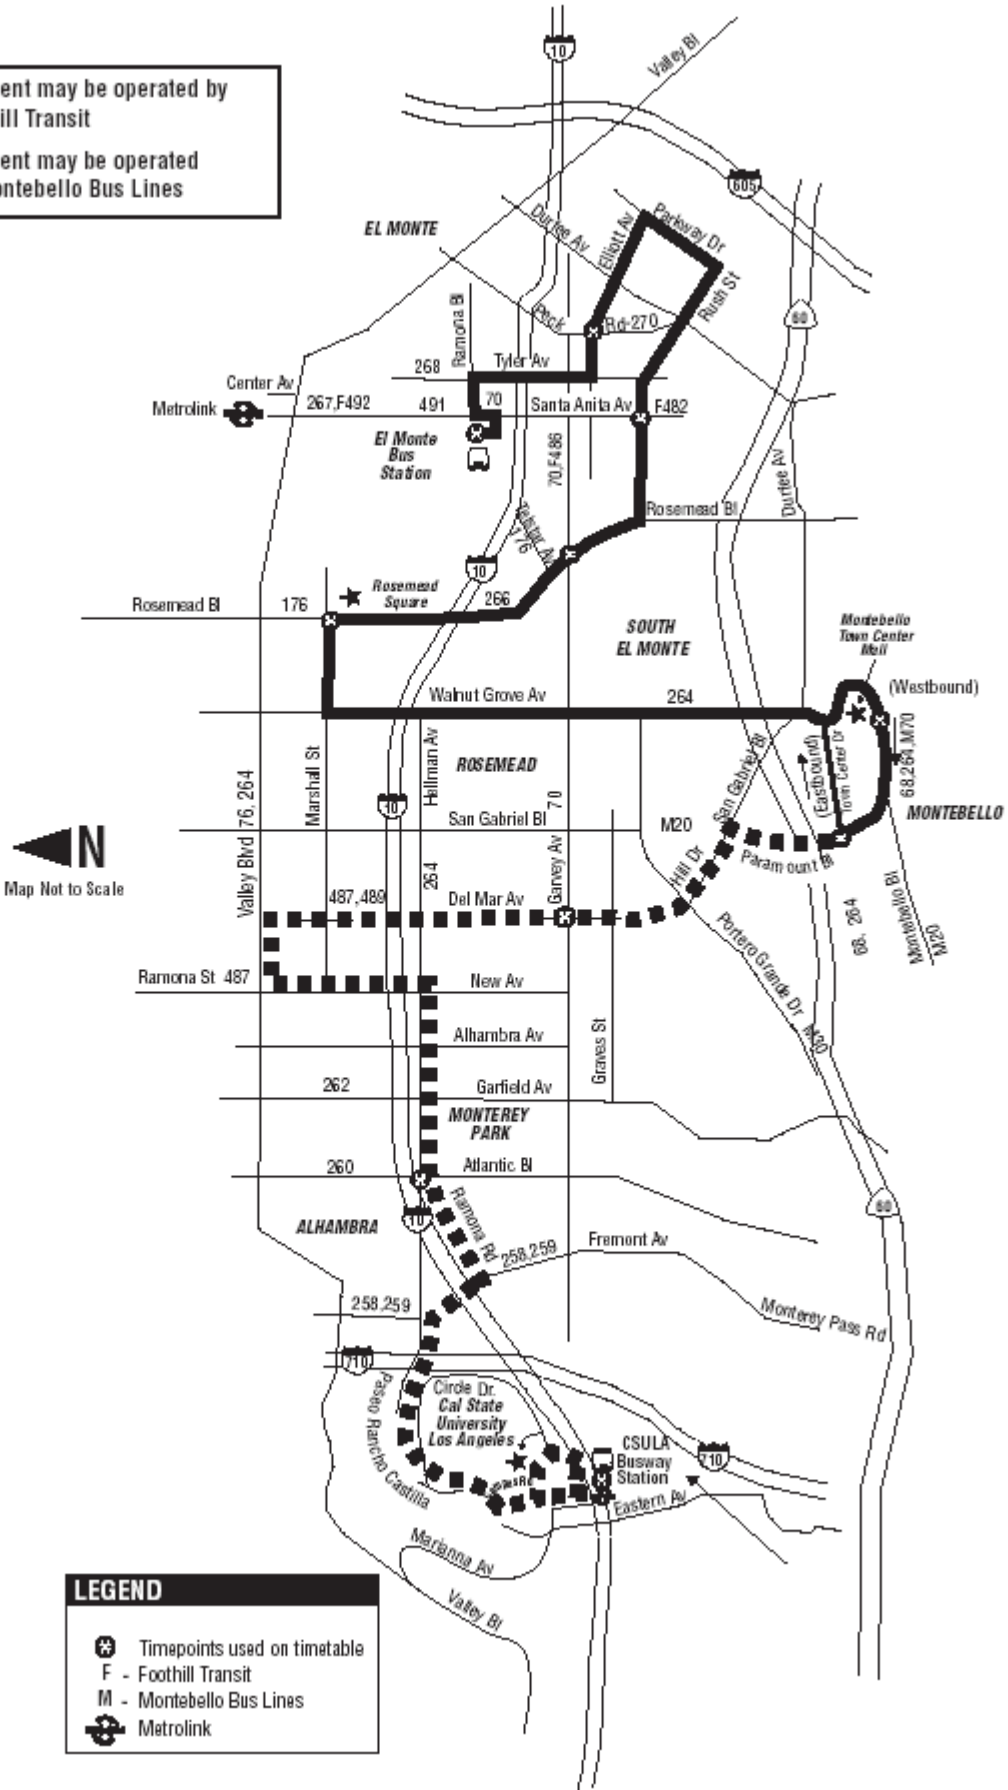 10
Valley Bl
ent may be operated by
ill Transit
ent may be operated
ontebello Bus Lines
605
EL MONTE
Durfee Av
Elliott Av
Parkway Dr
Rush St
Ramona Bl
Peck
Rd-270
60
268
Tyler Av
Center Av
267,F492
491
70
Santa Anita Av
F482
Metrolink
El Monte
Bus
Station
70,F486
Durfee Av
Rosemead Bl
Telstar Av
176
10
Rosemead
Square
Rosemead Bl
176
266
SOUTH
EL MONTE
Montebello
Town Center
Mall
(Westbound)
Walnut Grove Av
264
68,264,M70
Marshall St
Hellman Av
ROSEMEAD
San Gabriel Bl
(Eastbound)
Town Center Dr
Valley Blvd 76, 264
10
70
San Gabriel Bl
M20
MONTEBELLO
N
Map Not to Scale
264
Garvey Av
Hill Dr
Paramount Bl
487,489
Del Mar Av
68, 264
Montebello Bl
M20
Portero Grande Dr M30
Ramona St 487
New Av
Alhambra Av
Graves St
262
Garfield Av
MONTEREY
PARK
260
Atlantic Bl
10
ALHAMBRA
Ramona Rd
60
258,259
Fremont Av
258,259
Monterey Pass Rd
710
Paseo Rancho Castilla
Circle Dr.
Cal State
University
Los Angeles
CSULA
Busway
Station
710
Eastern Av
Marianna Av
Valley Bl
LEGEND
Timepoints used on timetable
F - Foothill Transit
M - Montebello Bus Lines
Metrolink